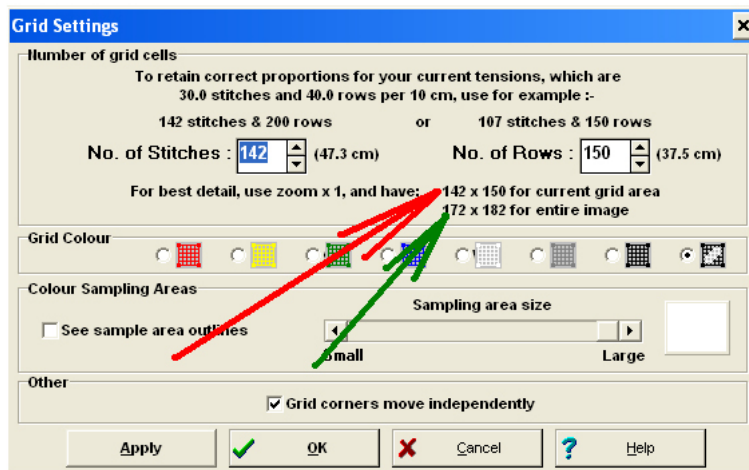 Grid Settings
Number of grid cells
To retain correct proportions for your current tensions, which are
30.0 stitches and 40.0 rows per 10 cm, use for example :-
142 stitches & 200 rows or 107 stitches & 150 rows
No. of Stitches : 142 (47.3 cm) No. of Rows : 150 (37.5 cm)
For best detail, use zoom x 1, and have; 142 x 150 for current grid area
172 x 182 for entire image
Grid Colour
Colour Sampling Areas
Sampling area size
See sample area outlines
Small Large
Other
Grid corners move independently
Apply OK Cancel Help